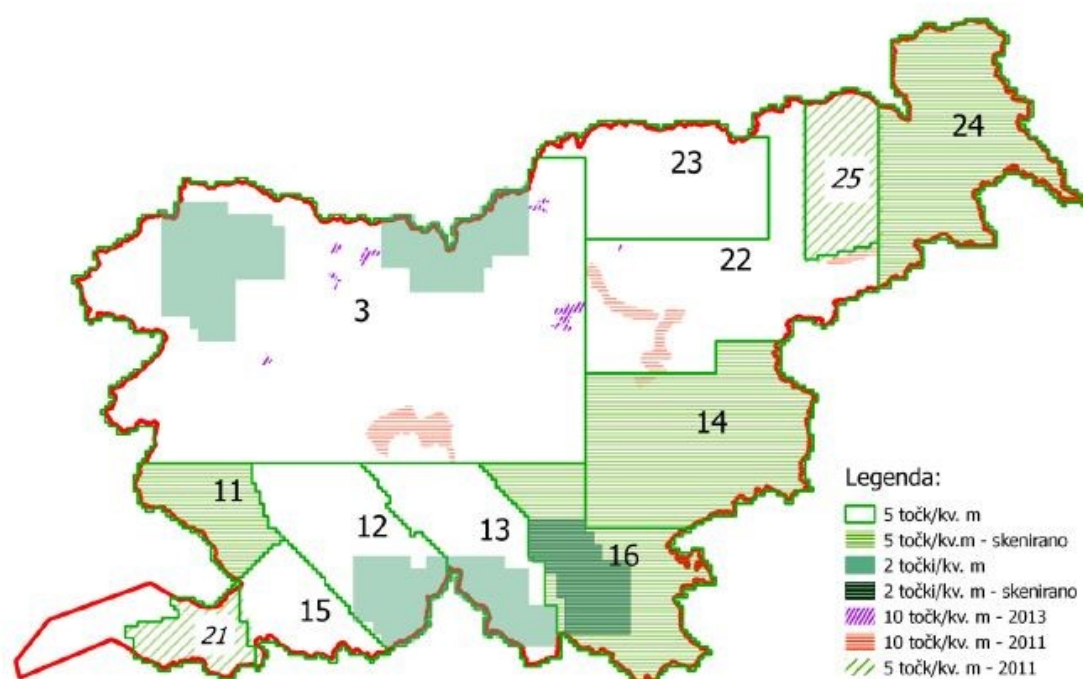 24
23
25
22
3
14
11
12
13
16
15
21
Legenda:
5 točk/kv. m
5 točk/kv.m - skenirano
2 točki/kv. m
2 točki/kv. m - skenirano
10 točk/kv. m - 2013
10 točk/kv. m - 2011
5 točk/kv. m - 2011